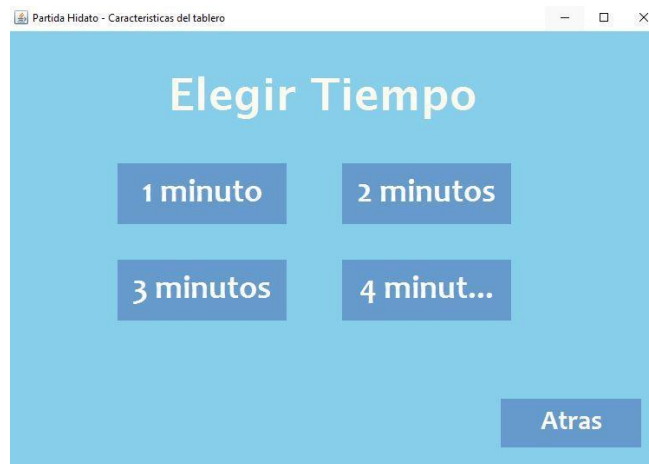 Partida Hidato - Caracteristicas del tablero
Elegir Tiempo
1 minuto
2 minutos
3 minutos
4 minut...
Atras